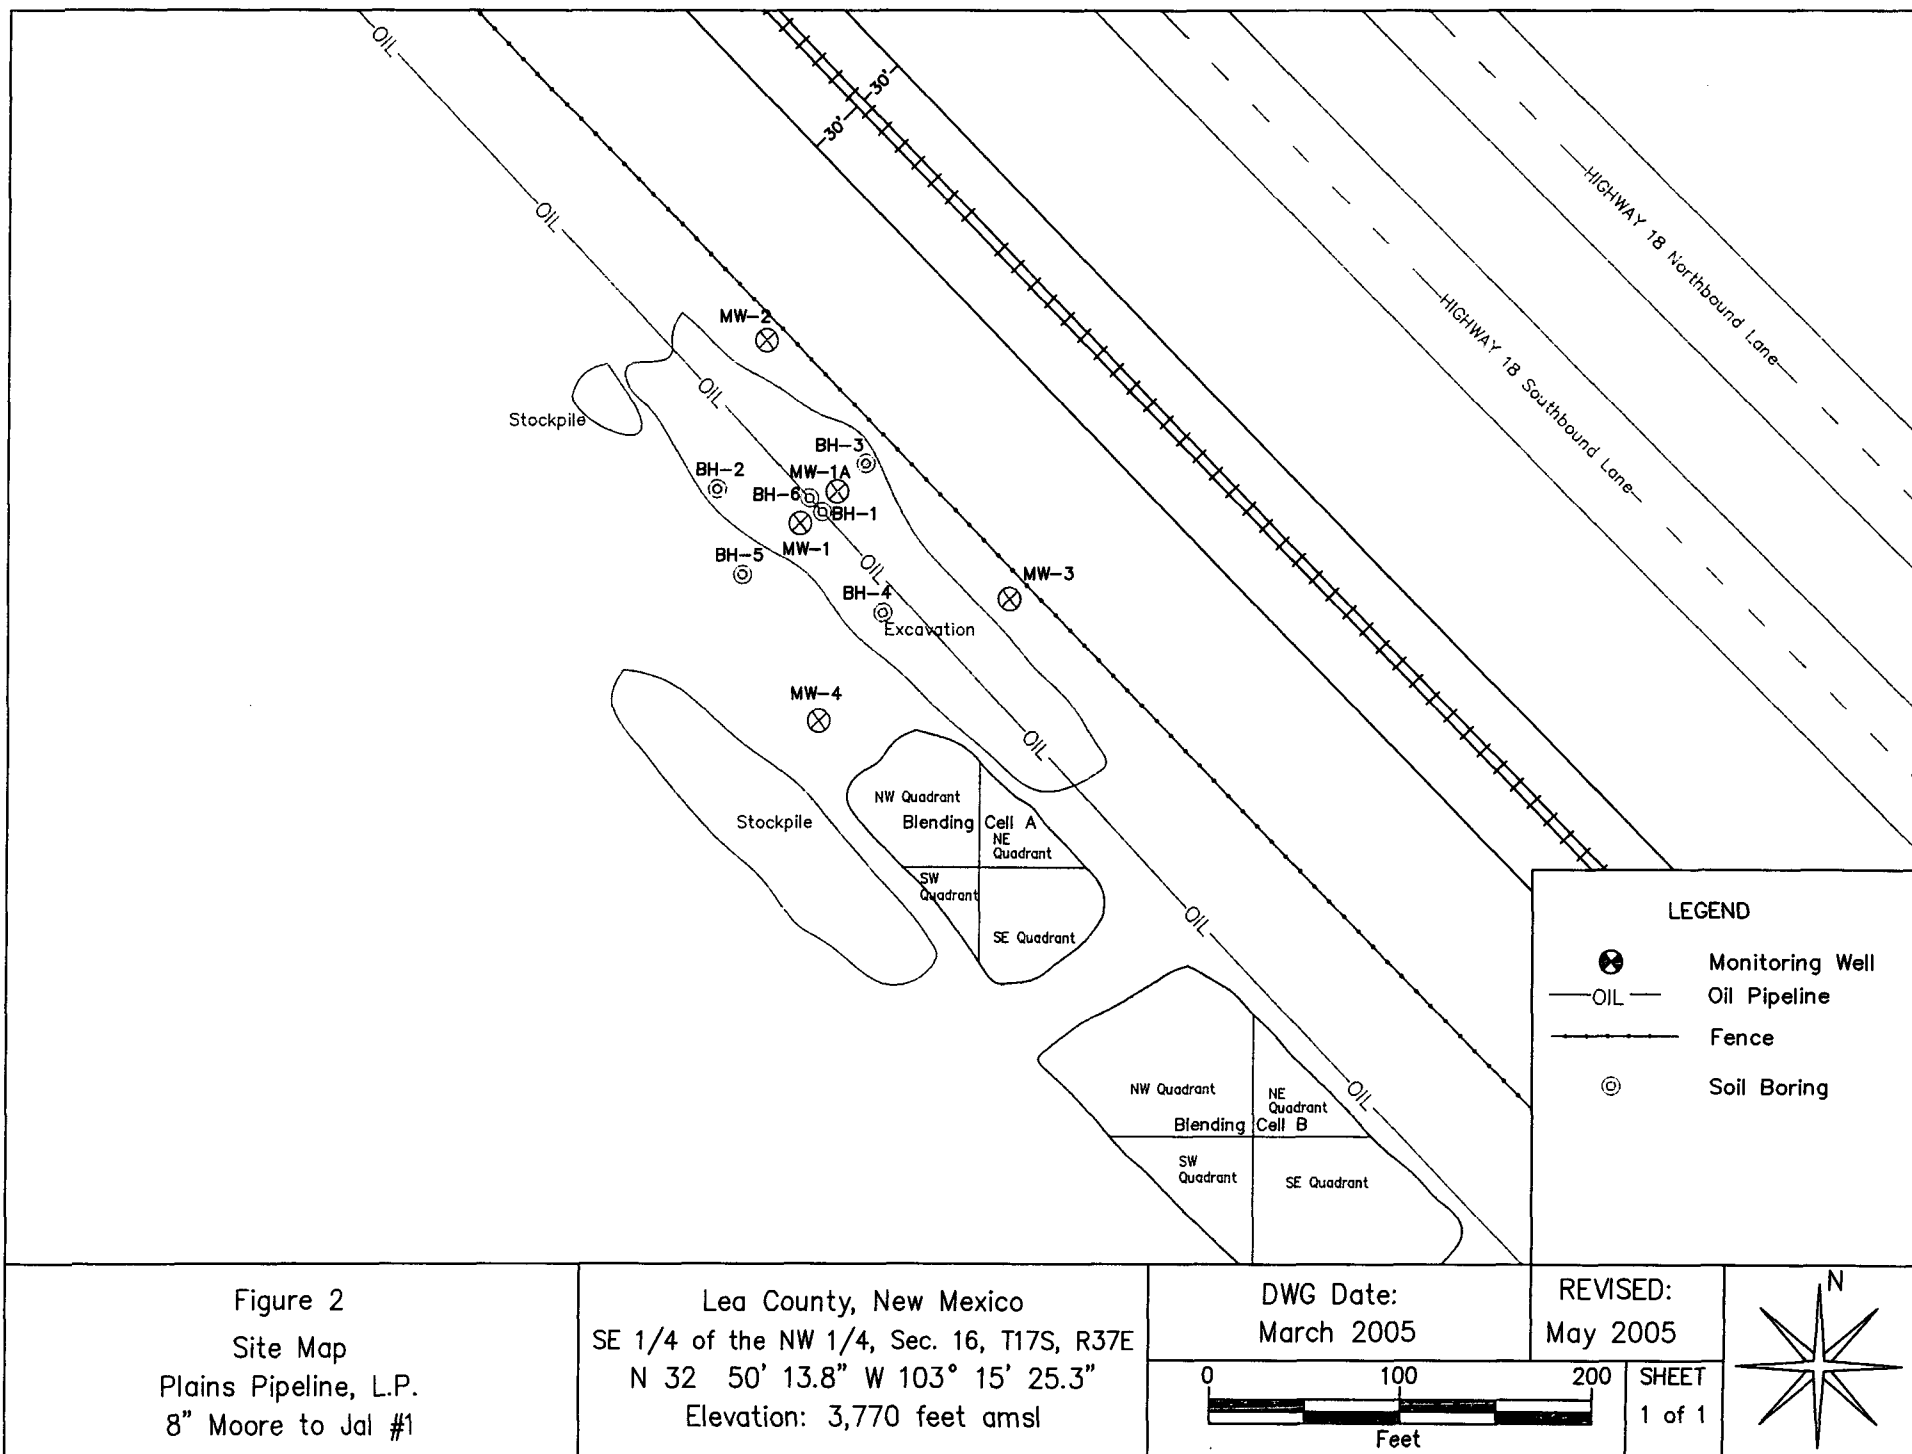 OIL
30'
30'
HIGHWAY 18 Northbound Lane
OIL
HIGHWAY 18 Southbound Lane
MW-2
OIL
Stockpile
BH-3
BH-2
MW-1A
BH-6
BH-1
MW-1
BH-5
OIL
MW-3
BH-4
Excavation
MW-4
OIL
NW Quadrant
Stockpile
Blending Cell A
NE
Quadrant
SW
Quadrant
SE Quadrant
OIL
NW Quadrant
NE
Quadrant
OIL
Blending Cell B
SW
Quadrant
SE Quadrant
LEGEND
Monitoring Well
OIL Oil Pipeline
Fence
Soil Boring
Figure 2
Site Map
Plains Pipeline, L.P.
8" Moore to Jal #1
Lea County, New Mexico
SE 1/4 of the NW 1/4, Sec. 16, T17S, R37E
N 32 50' 13.8" W 103° 15' 25.3"
Elevation: 3,770 feet amsl
DWG Date:
March 2005
REVISED:
May 2005
0 100 200
Feet
SHEET
1 of 1
N